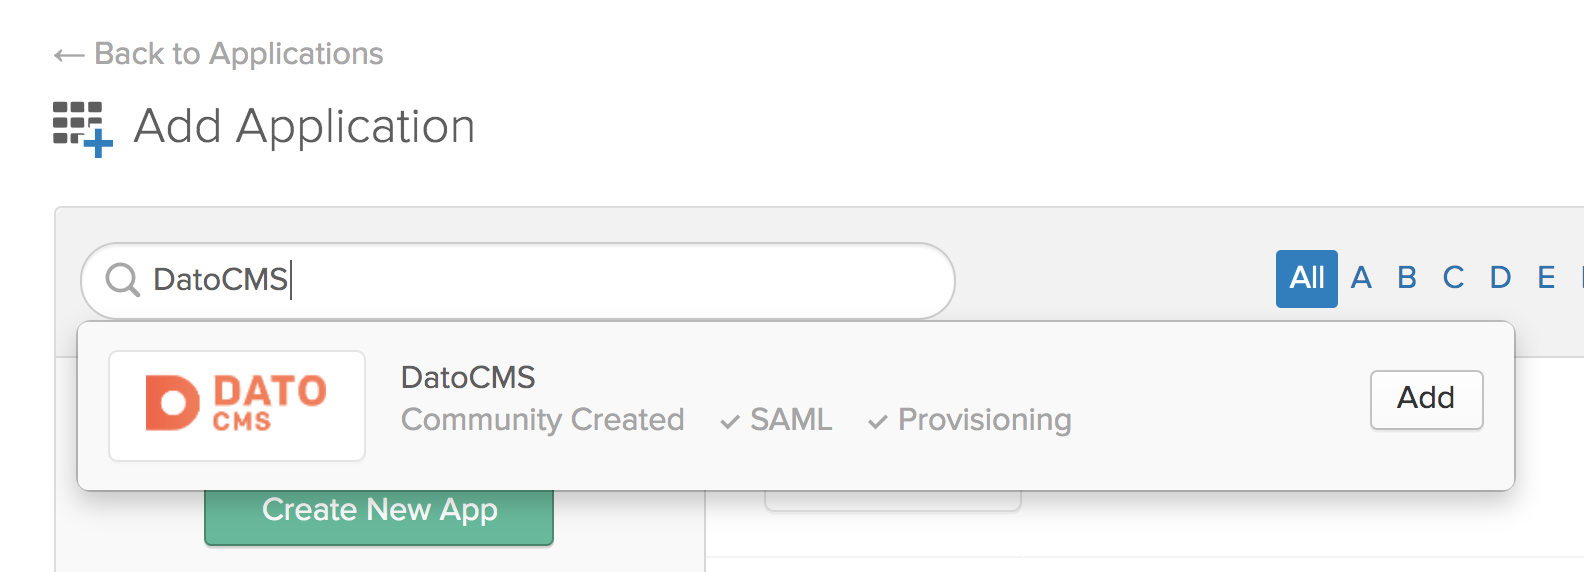 ← Back to Applications
Add Application
DatoCMS
All A B C D E
DATO
CMS
DatoCMS
Community Created ✓ SAML ✓ Provisioning
Add
Create New App